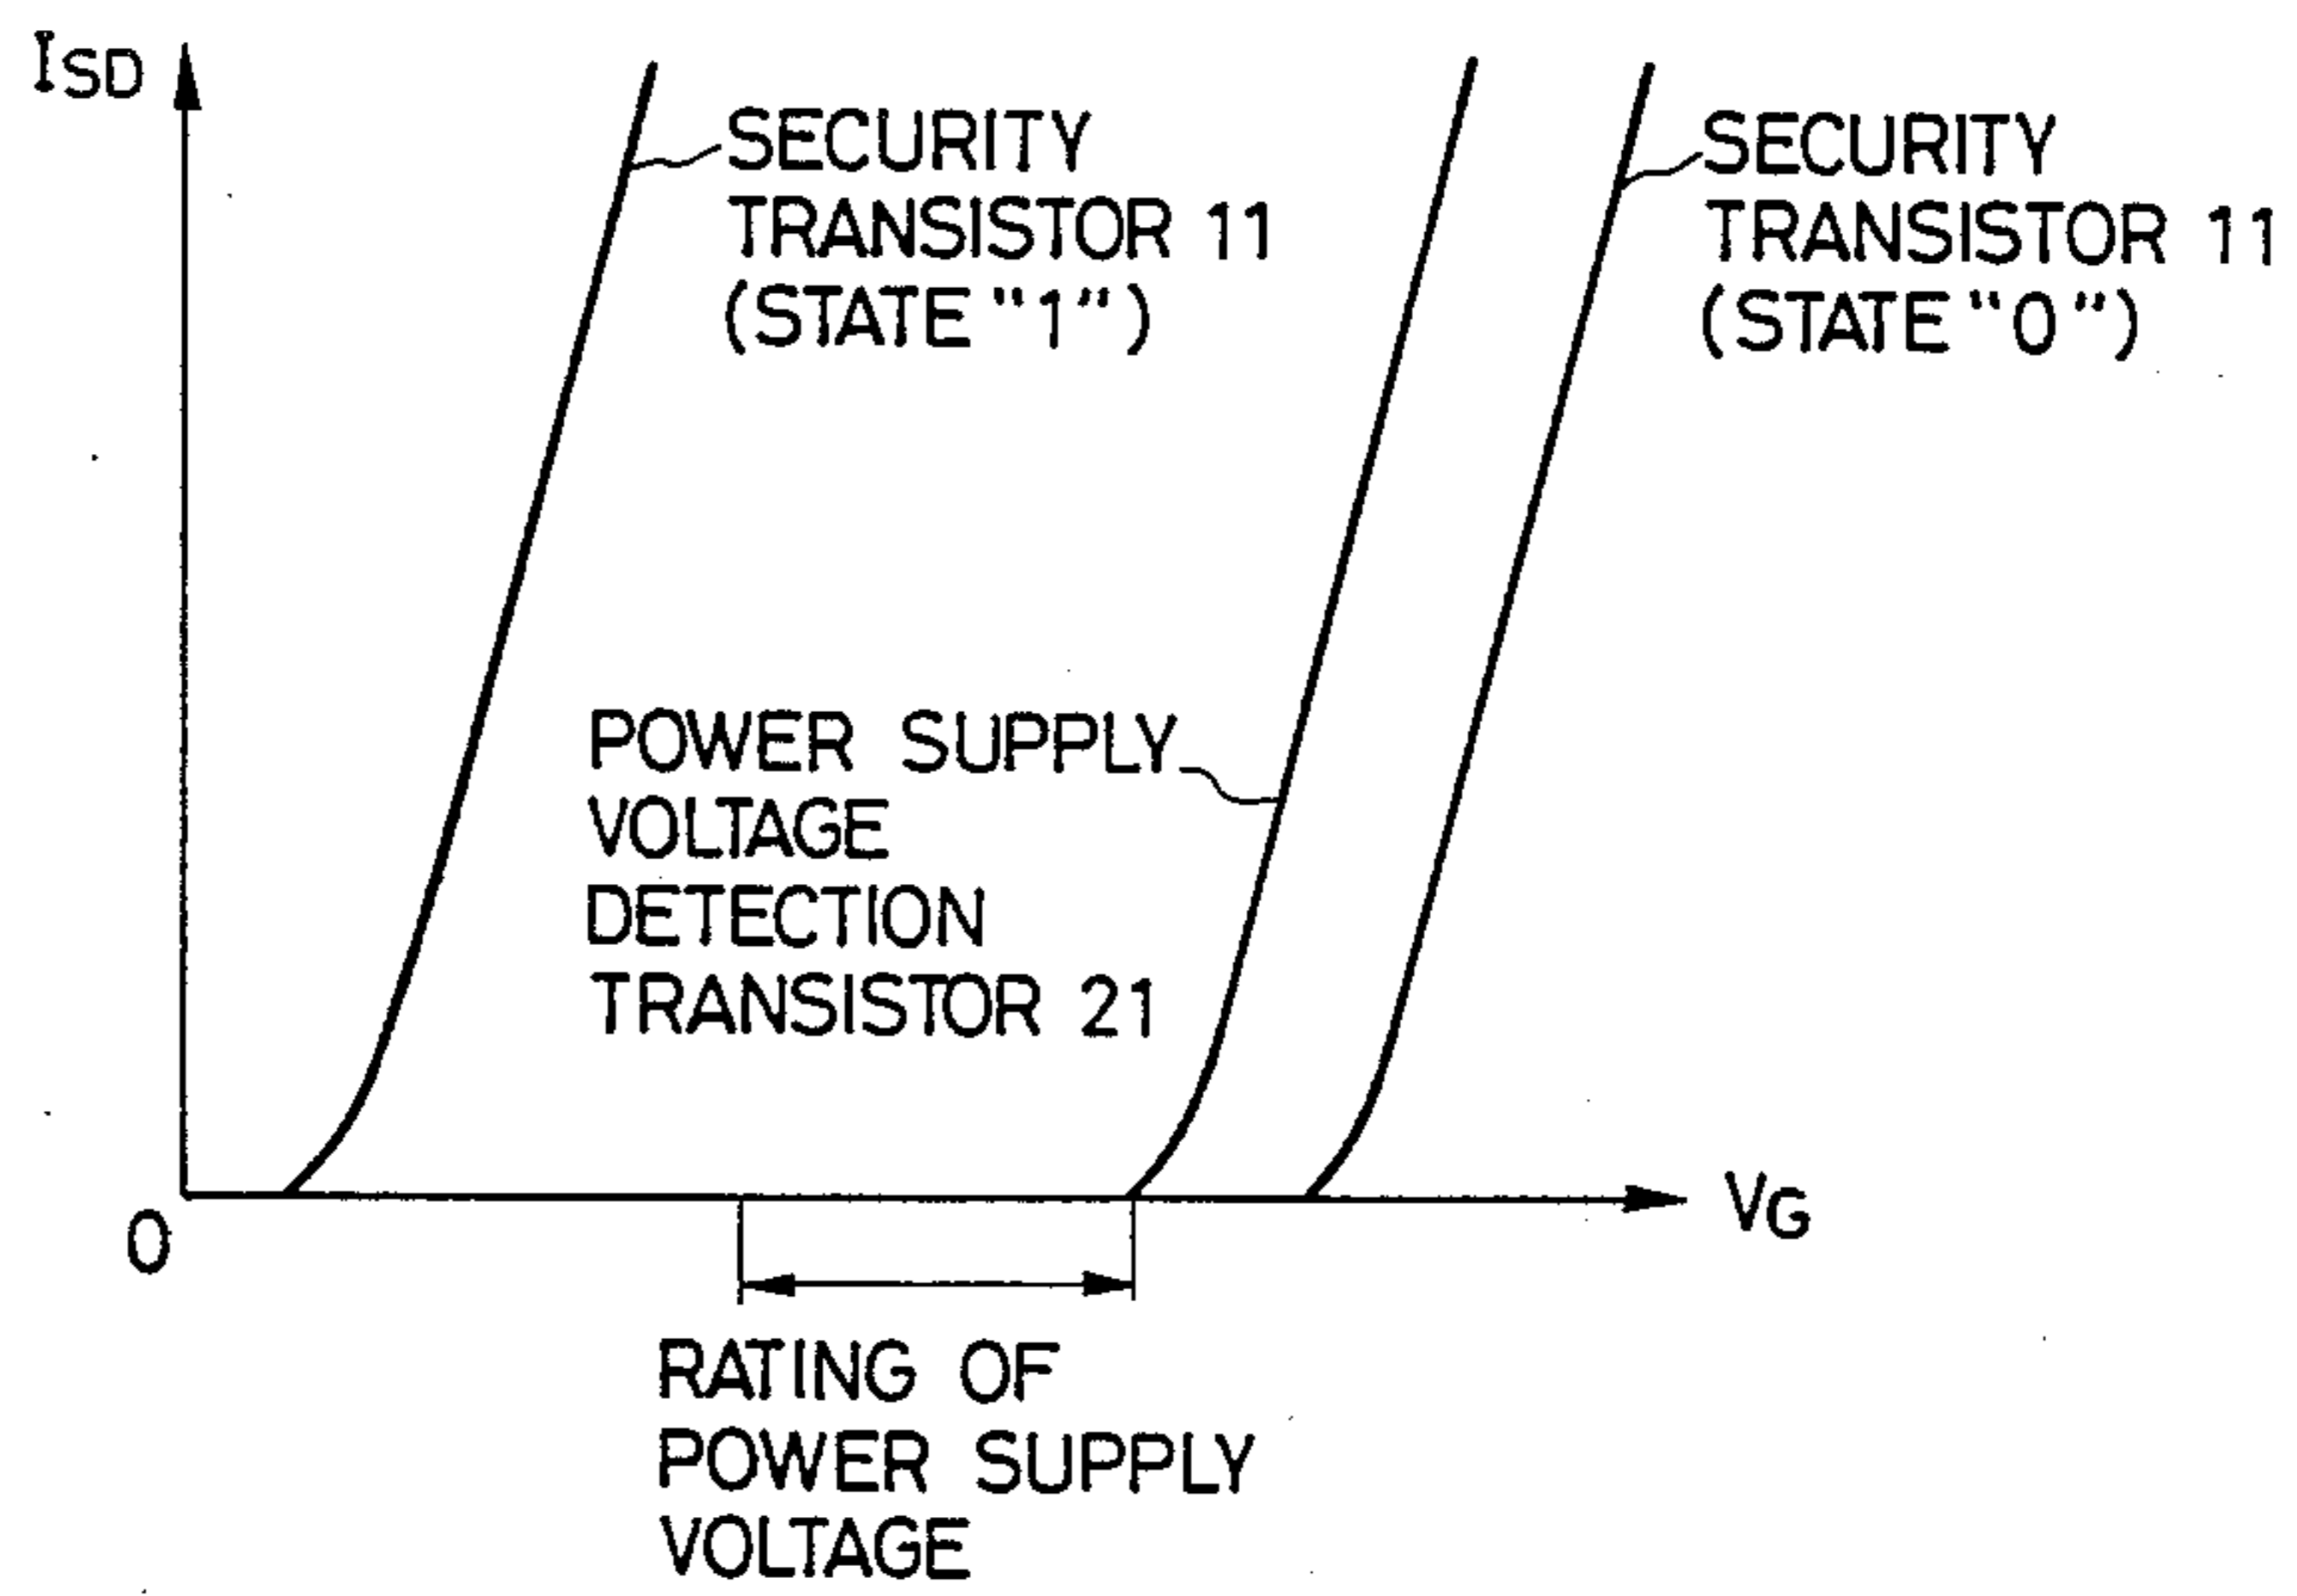 ISD
SECURITY
TRANSISTOR 11
(STATE "1")
SECURITY
TRANSISTOR 11
(STATE "0")
POWER SUPPLY
VOLTAGE
DETECTION
TRANSISTOR 21
0
VG
RATING OF
POWER SUPPLY
VOLTAGE